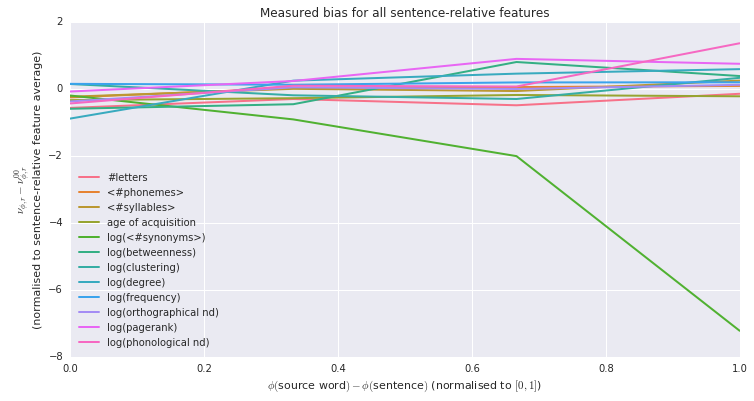 Measured bias for all sentence-relative features
2
0
−2
−4
−6
−8
ν_{ϕ,r} − ν^{00}_{ϕ,r}
(normalised to sentence-relative feature average)
#letters
<#phonemes>
<#syllables>
age of acquisition
log(<#synonyms>)
log(betweenness)
log(clustering)
log(degree)
log(frequency)
log(orthographical nd)
log(pagerank)
log(phonological nd)
0.0 0.2 0.4 0.6 0.8 1.0
ϕ(source word) − ϕ(sentence) (normalised to [0, 1])